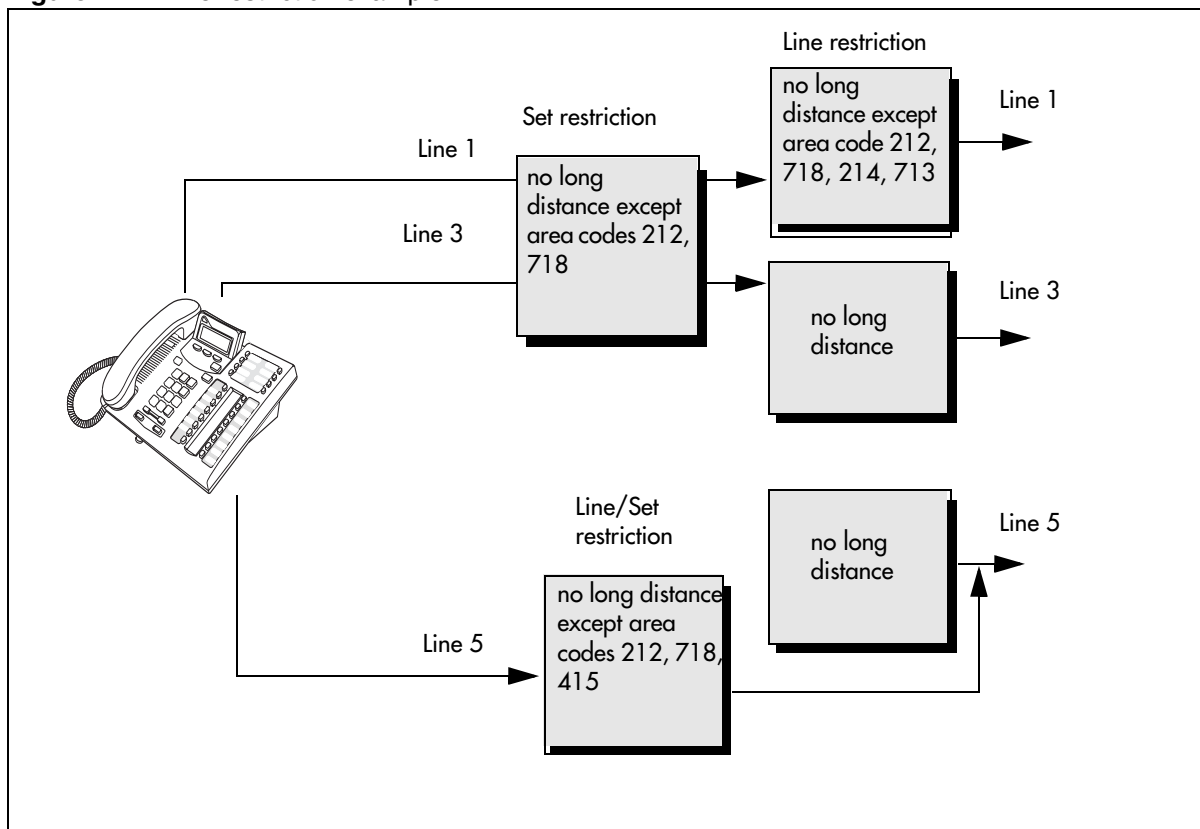 Line restriction
no long
distance except
area code 212,
718, 214, 713
Line 1
Set restriction
Line 1
no long
distance except
area codes 212,
718
Line 3
no long
distance
Line 3
Line/Set
restriction
no long
distance
Line 5
no long distance
except area
codes 212, 718,
415
Line 5